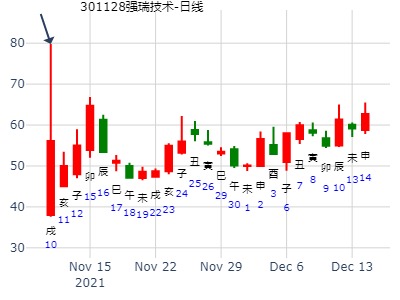 301128强瑞技术-日线
80
70
60
50
40
30
戌 亥 子 卯 辰 巳 午 未 戌 亥 子 丑 寅 巳 午 未 申 酉 子 丑 寅 卯 辰 未 申
10 11 12 15 16 17 18 19 22 23 24 25 26 29 30 1 2 3 6 7 8 9 10 13 14
Nov 15 Nov 22 Nov 29 Dec 6 Dec 13
2021